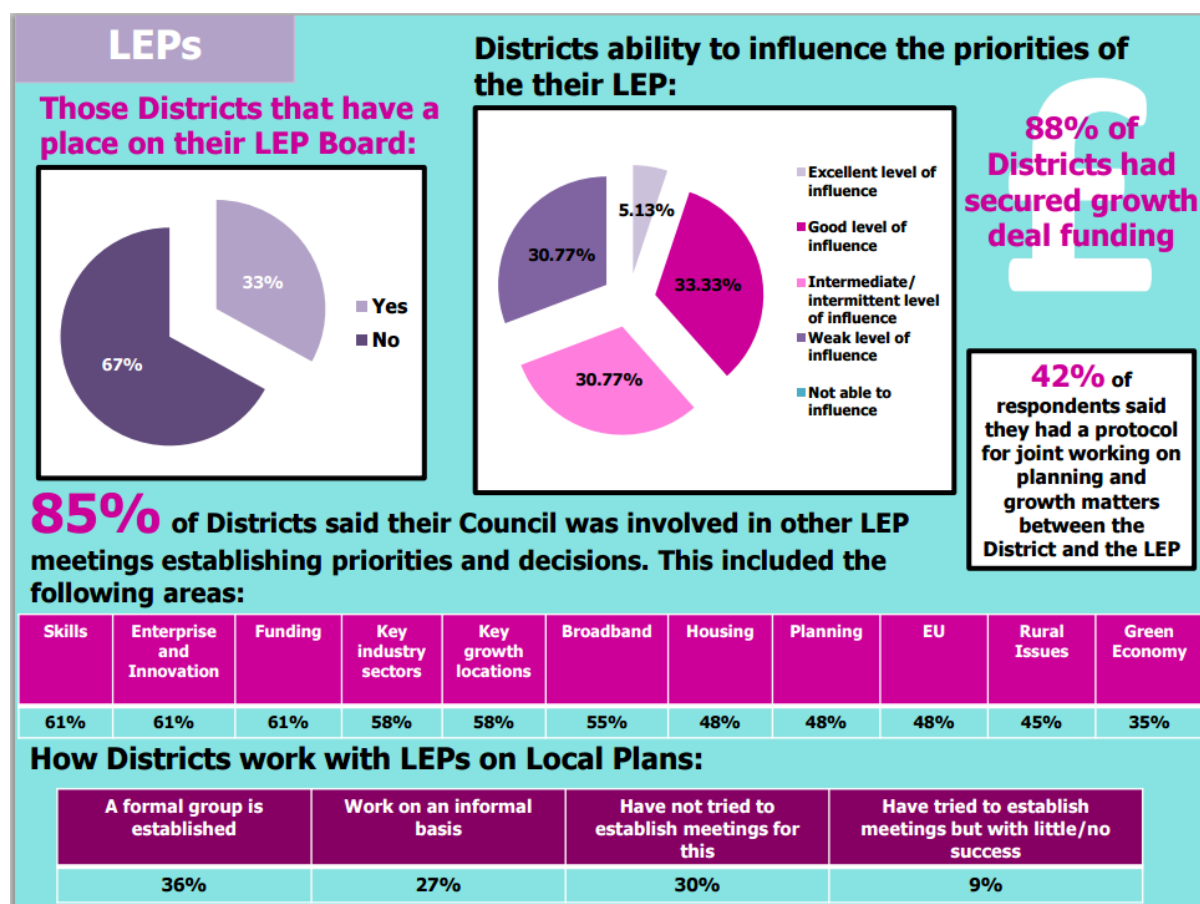 LEPs
Those Districts that have a
place on their LEP Board:
33%
67%
Yes
No
Districts ability to influence the priorities of
the their LEP:
5.13%
33.33%
30.77%
30.77%
Excellent level of
influence
Good level of
influence
Intermediate/
intermittent level
of influence
Weak level of
influence
Not able to
influence
£
88% of
Districts had
secured growth
deal funding
42% of
respondents said
they had a protocol
for joint working on
planning and
growth matters
between the
District and the LEP
85% of Districts said their Council was involved in other LEP
meetings establishing priorities and decisions. This included the
following areas:
Skills
Enterprise
and
Innovation
Funding
Key
industry
sectors
Key
growth
locations
Broadband
Housing
Planning
EU
Rural
Issues
Green
Economy
61% 61% 61% 58% 58% 55% 48% 48% 48% 45% 35%
How Districts work with LEPs on Local Plans:
A formal group is
established
Work on an informal
basis
Have not tried to
establish meetings for
this
Have tried to establish
meetings but with little/no
success
36% 27% 30% 9%